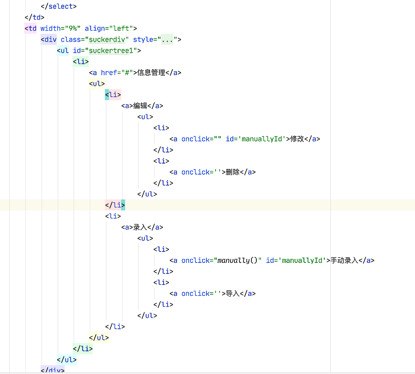 </select>
</td>
<td width="9%" align="left">
<div class="suckerdiv" style="...">
<ul id="suckertree1">
<li>
<a href="#">信息管理</a>
<ul>
<li>
<a>编辑</a>
<ul>
<li>
<a onclick="" id='manuallyId'>修改</a>
</li>
<li>
<a onclick=''>删除</a>
</li>
</ul>
</li>
<li>
<a>录入</a>
<ul>
<li>
<a onclick="manually()" id='manuallyId'>手动录入</a>
</li>
<li>
<a onclick=''>导入</a>
</li>
</ul>
</li>
</ul>
</li>
</ul>
</div>